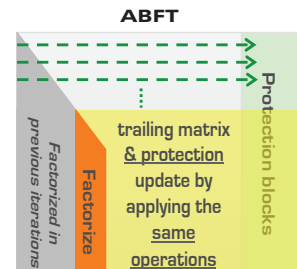 ABFT
Factorized in
previous iterations
Factorize
trailing matrix
& protection
update by
applying the
same
operations
Protection blocks